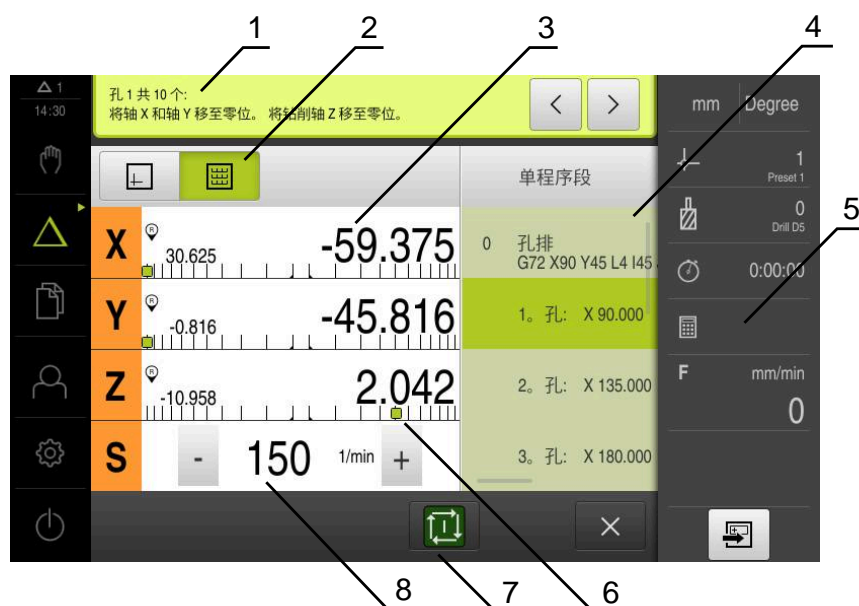 1
2
3
4
1
14:30
孔 1 共 10 个:
将轴 X 和轴 Y 移至零位。 将钻削轴 Z 移至零位。
mm Degree
1
Preset 1
单程序段
0
Drill D5
5
X R 30.625 -59.375
0 孔排
G72 X90 Y45 L4 I45
0:00:00
Y R -0.816 -45.816
1。孔: X 90.000
Z R -10.958 2.042
2。孔: X 135.000
F mm/min
0
S - 150 1/min +
3。孔: X 180.000
8
7
6